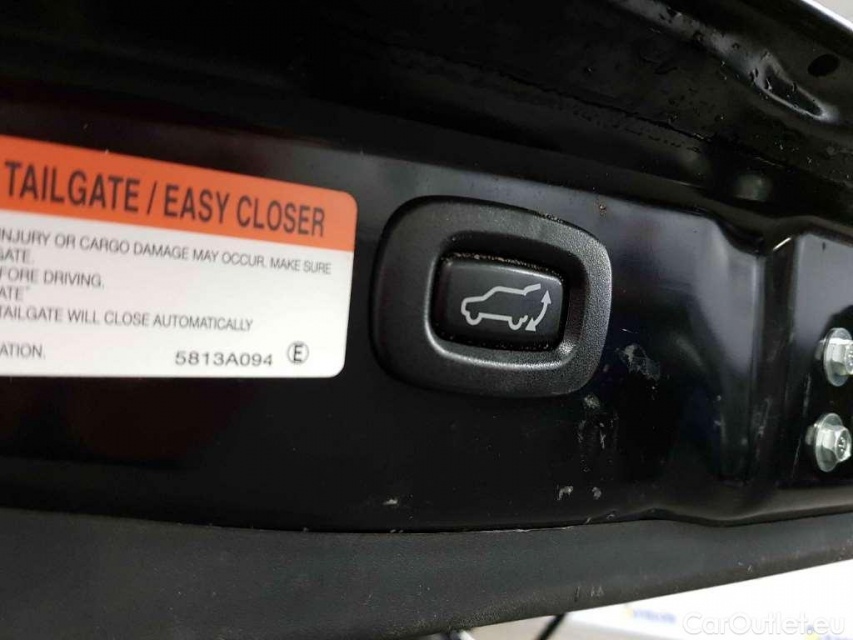 TAILGATE / EASY CLOSER
INJURY OR CARGO DAMAGE MAY OCCUR. MAKE SURE
GATE.
FORE DRIVING.
ATE"
TAILGATE WILL CLOSE AUTOMATICALLY
ATION.
5813A094 E
CarOutlet.eu